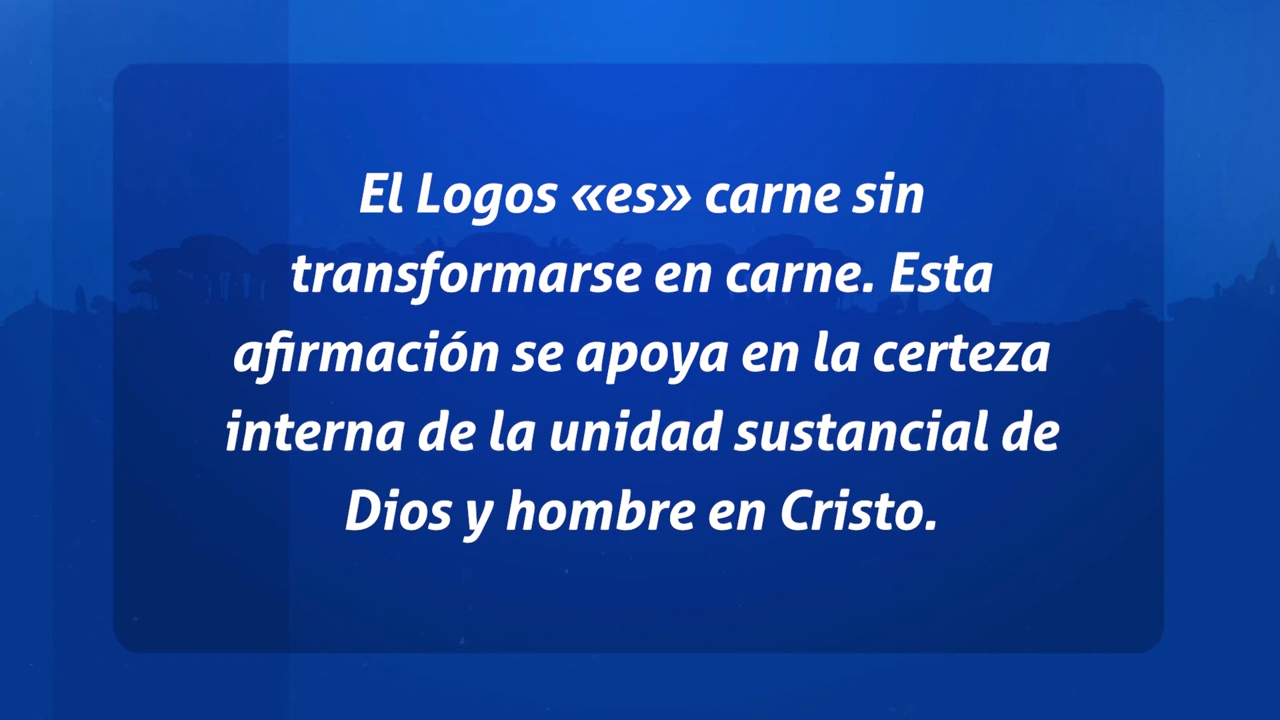 El Logos «es» carne sin
transformarse en carne. Esta
afirmación se apoya en la certeza
interna de la unidad sustancial de
Dios y hombre en Cristo.